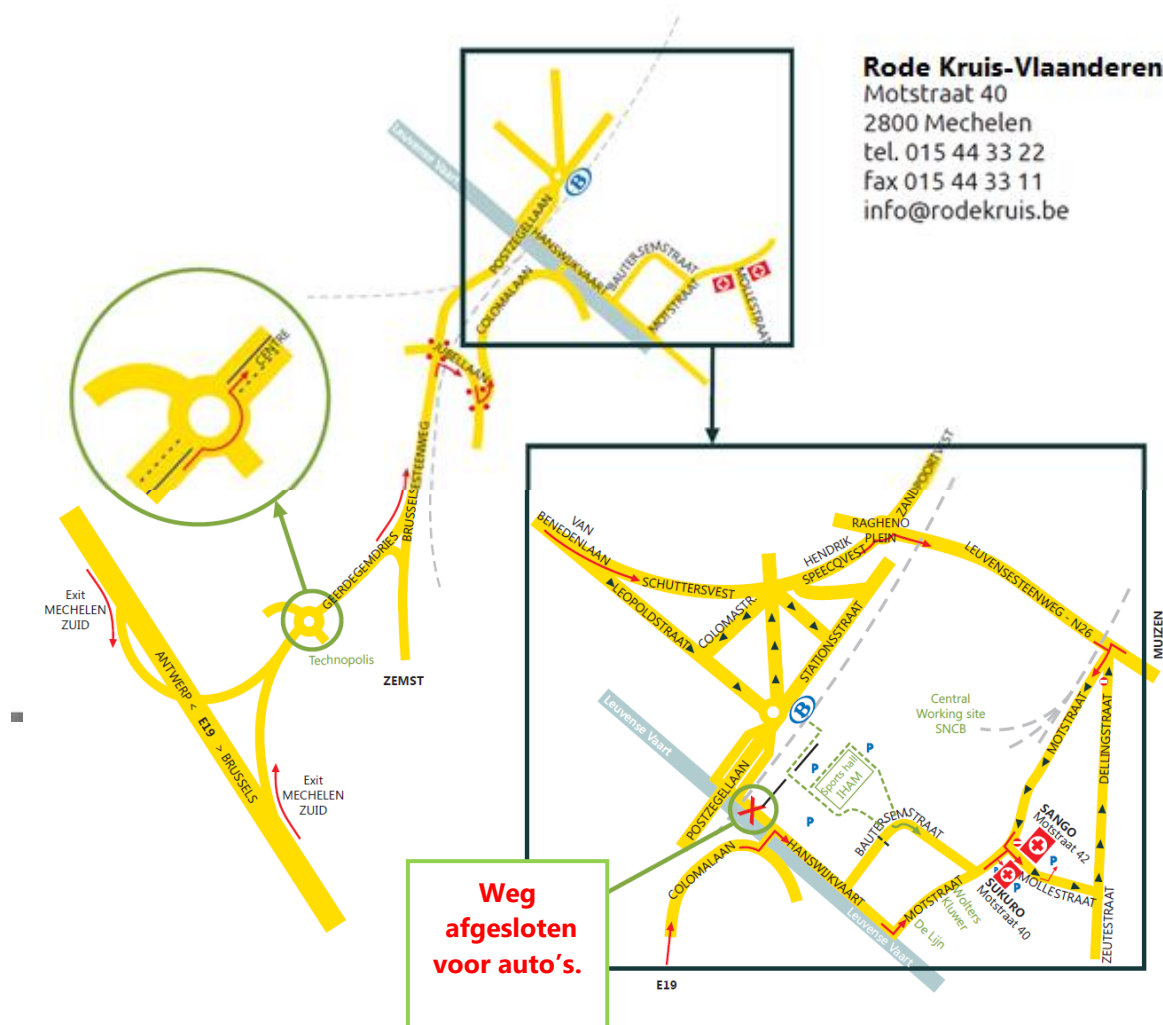 Rode Kruis-Vlaanderen
Motstraat 40
2800 Mechelen
tel. 015 44 33 22
fax 015 44 33 11
info@rodekruis.be
Leuvense Vaart
B
POSTZEGELLAAN
HANSWIJKVAART
BAUTERSEMSTRAAT
COLOMALAAN
MOTSTRAAT
MOLLESTRAAT
JUBELLAAN
CENTRE
BRUSSELSESTEENWEG
GEERDEGEMDRIES
Exit
MECHELEN
ZUID
Technopolis
ZEMST
ANTWERP < E19 > BRUSSELS
Exit
MECHELEN
ZUID
ZANDPOORTVEST
VAN
BENEDENLAAN
RAGHENO
PLEIN
HENDRIK
SPEECQVEST
SCHUTTERSVEST
LEUVENSESTEENWEG - N26
MUIZEN
LEOPOLDSTRAAT
COLOMASTR.
STATIONSSTRAAT
B
Leuvense Vaart
Central
Working site
SNCB
MOTSTRAAT
DELLINGSTRAAT
P
P
Sports hall
IHAM
P
POSTZEGELLAAN
BAUTERSEMSTRAAT
SANGO
Motstraat 42
P
COLOMALAAN
HANSWIJKVAART
MOLLESTRAAT
P
P
SUKURO
Motstraat 40
MOTSTRAAT
Wolters
Kluwer
De Lijn
ZEUTESTRAAT
Leuvense Vaart
E19
Weg
afgesloten
voor auto's.